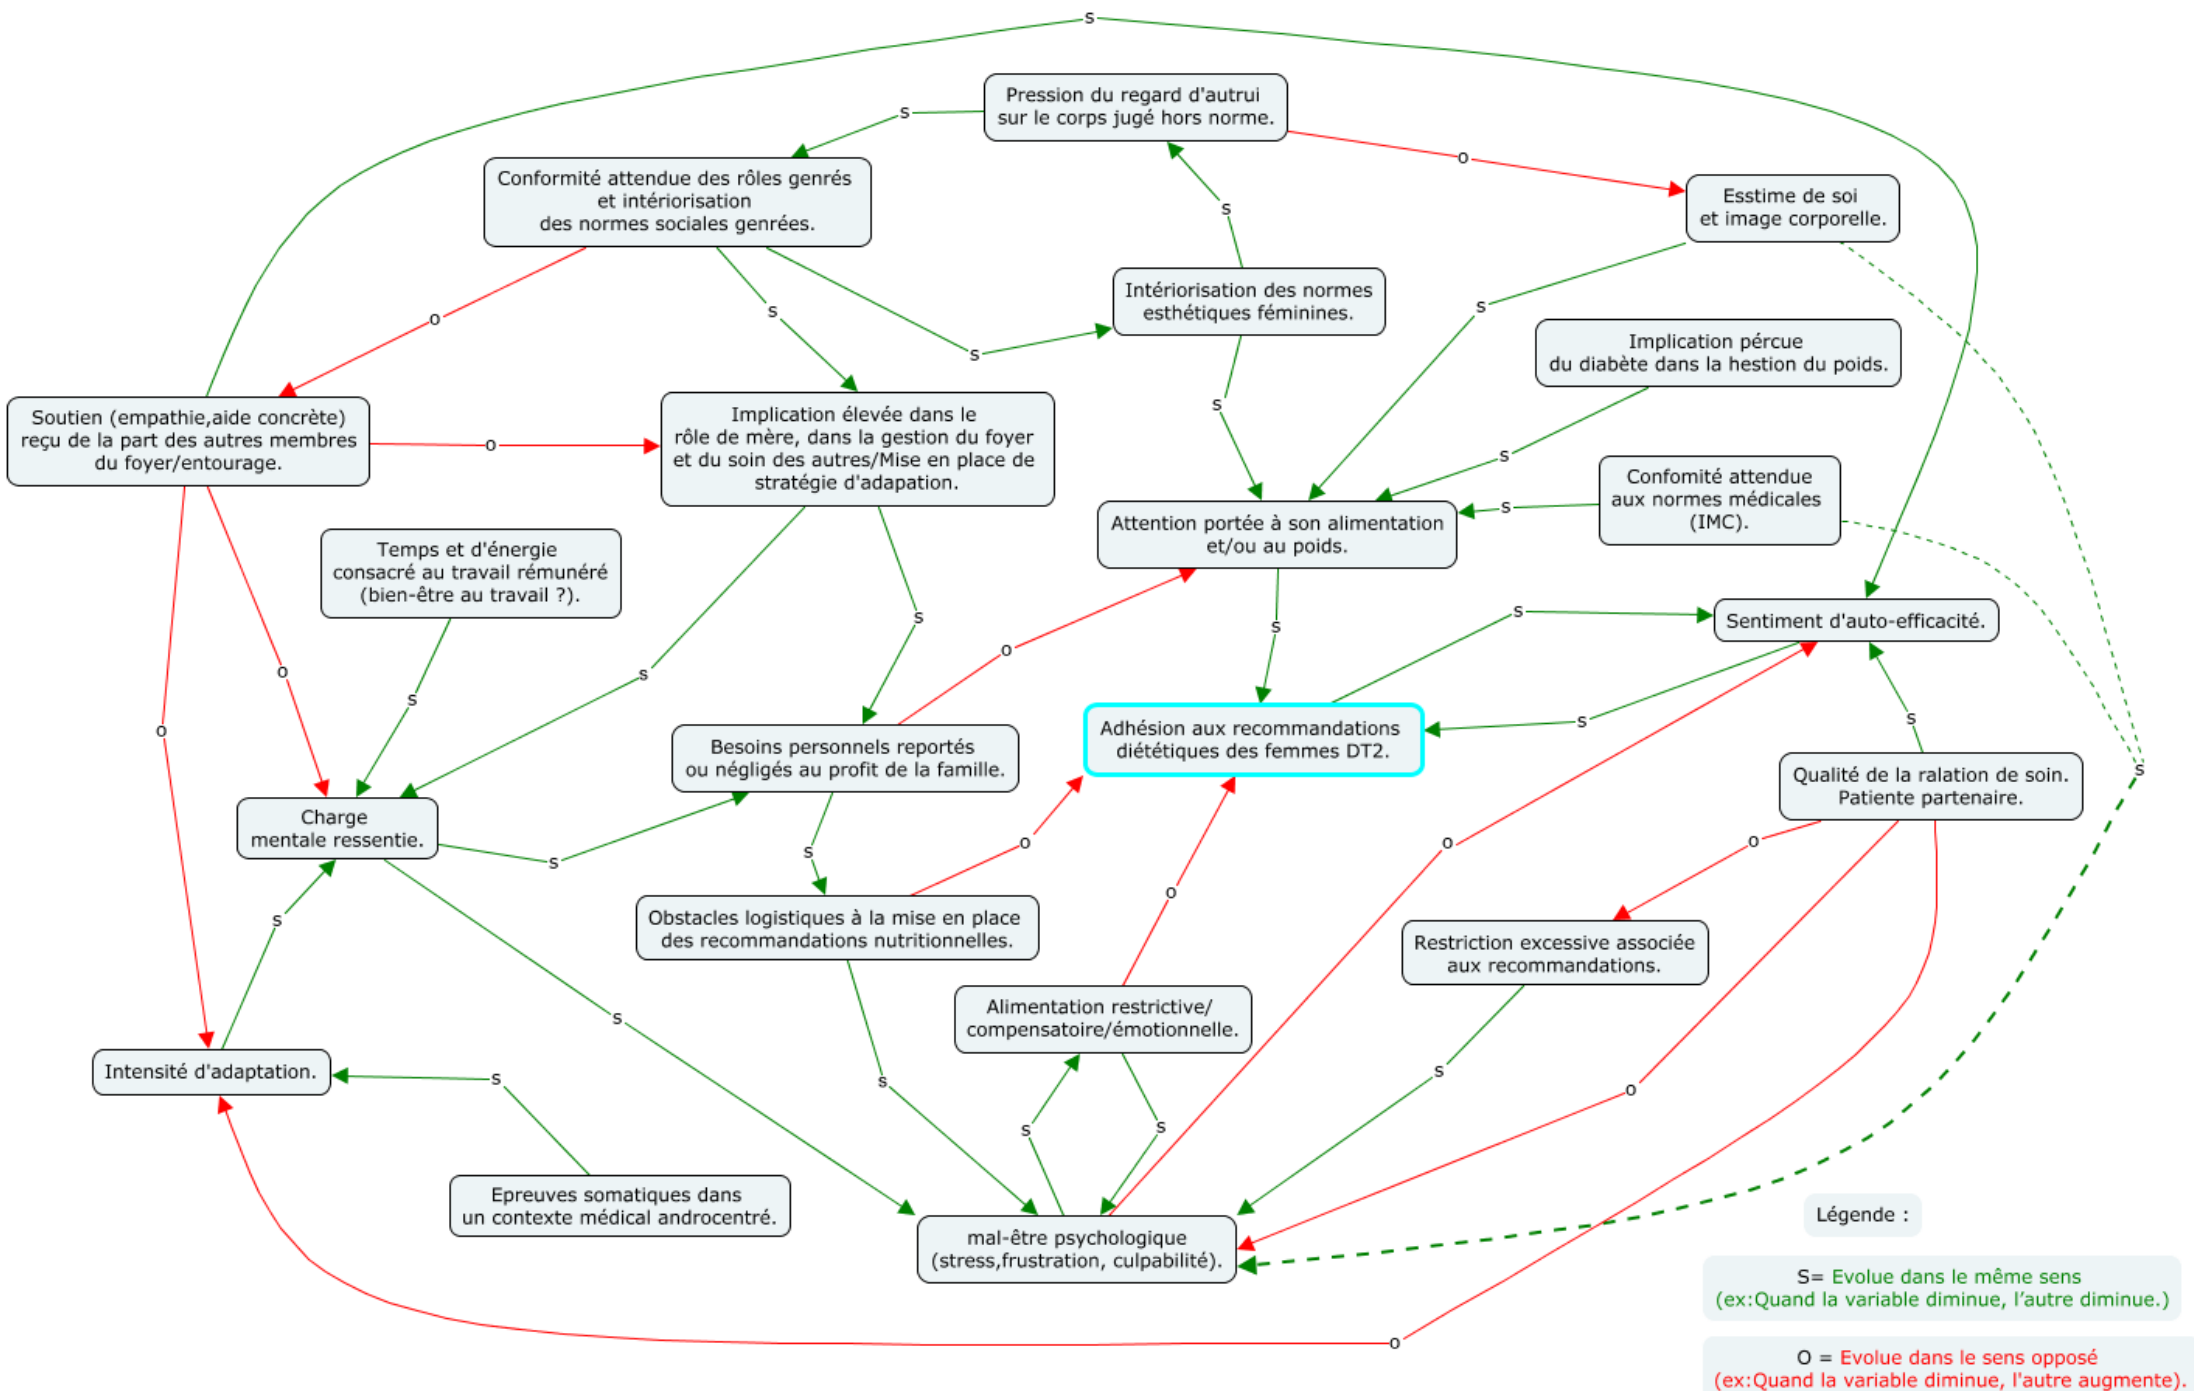 s
Pression du regard d'autrui
sur le corps jugé hors norme.
s
o
Conformité attendue des rôles genrés
et intériorisation
des normes sociales genrées.
Esstime de soi
et image corporelle.
s
o
s
s
Intériorisation des normes
esthétiques féminines.
s
Implication pércue
du diabète dans la hestion du poids.
Soutien (empathie,aide concrète)
reçu de la part des autres membres
du foyer/entourage.
o
Implication élevée dans le
rôle de mère, dans la gestion du foyer
et du soin des autres/Mise en place de
stratégie d'adapation.
s
s
Confomité attendue
aux normes médicales
(IMC).
s
Attention portée à son alimentation
et/ou au poids.
Temps et d'énergie
consacré au travail rémunéré
(bien-être au travail ?).
s
o
s
s
Sentiment d'auto-efficacité.
o
s
s
o
Besoins personnels reportés
ou négligés au profit de la famille.
Adhésion aux recommandations
diététiques des femmes DT2.
s
s
Qualité de la ralation de soin.
Patiente partenaire.
s
Charge
mentale ressentie.
s
s
o
o
o
Obstacles logistiques à la mise en place
des recommandations nutritionnelles.
o
s
Restriction excessive associée
aux recommandations.
Alimentation restrictive/
compensatoire/émotionnelle.
s
Intensité d'adaptation.
s
s
s
o
s
s
Epreuves somatiques dans
un contexte médical androcentré.
mal-être psychologique
(stress,frustration, culpabilité).
o
Légende :
S= Evolue dans le même sens
(ex:Quand la variable diminue, l'autre diminue.)
O = Evolue dans le sens opposé
(ex:Quand la variable diminue, l'autre augmente).